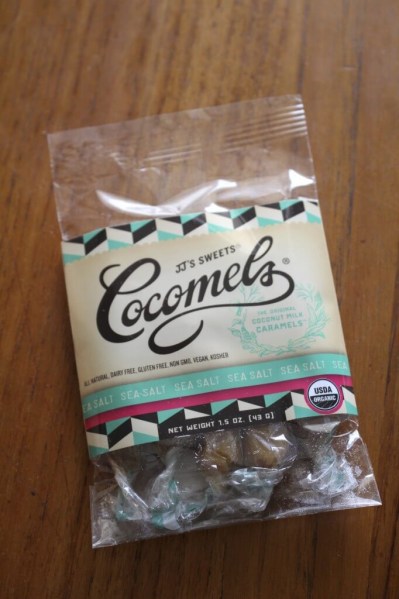 JJ'S SWEETS®
Cocomels®
THE ORIGINAL
COCONUT MILK
CARAMELS™
ALL NATURAL, DAIRY FREE, GLUTEN FREE, NON GMO, VEGAN, KOSHER
SEA SALT SEA-SALT SEA SALT SEA SALT SEA SALT
USDA
ORGANIC
NET WEIGHT 1.5 OZ. (43 G)